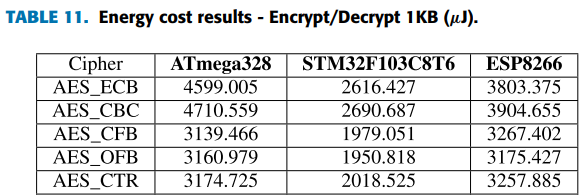 TABLE 11. Energy cost results - Encrypt/Decrypt 1KB (μJ).
Cipher ATmega328 STM32F103C8T6 ESP8266
AES_ECB 4599.005 2616.427 3803.375
AES_CBC 4710.559 2690.687 3904.655
AES_CFB 3139.466 1979.051 3267.402
AES_OFB 3160.979 1950.818 3175.427
AES_CTR 3174.725 2018.525 3257.885